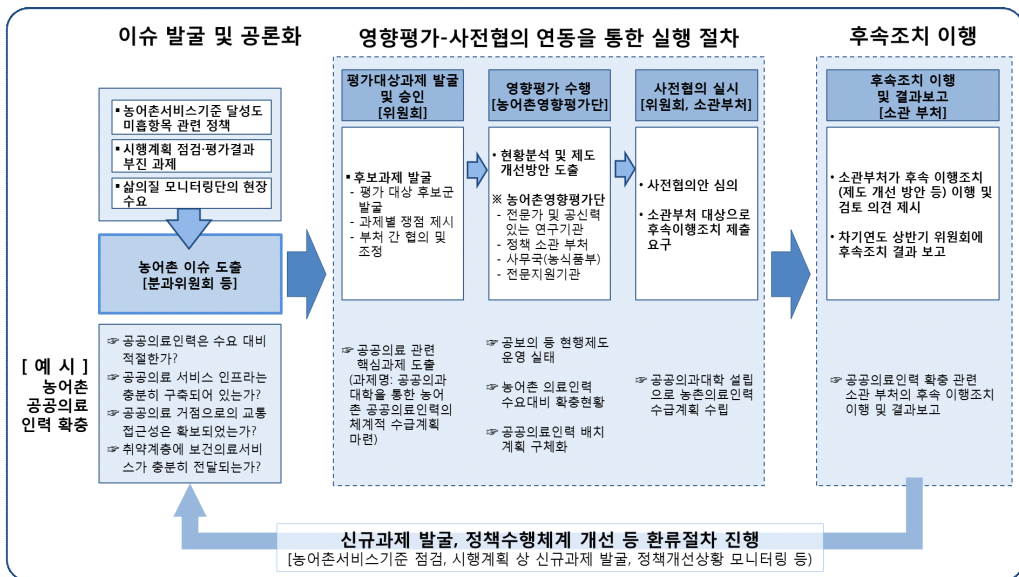 이슈 발굴 및 공론화
▪농어촌서비스기준 달성도
미흡항목 관련 정책
▪시행계획 점검·평가결과
부진 과제
▪삶의질 모니터링단의 현장
수요
농어촌 이슈 도출
[분과위원회 등]
영향평가-사전협의 연동을 통한 실행 절차
평가대상과제 발굴
및 승인
[위원회]
▪후보과제 발굴
- 평가 대상 후보군
발굴
- 과제별 쟁점 제시
- 부처 간 협의 및
조정
영향평가 수행
[농어촌영향평가단]
• 현황분석 및 제도
개선방안 도출
※ 농어촌영향평가단
- 전문가 및 공신력
있는 연구기관
- 정책 소관 부처
- 사무국(농식품부)
- 전문지원기관
사전협의 실시
[위원회, 소관부처]
• 사전협의안 심의
• 소관부처 대상으로
후속이행조치 제출
요구
후속조치 이행
후속조치 이행
및 결과보고
[소관 부처]
• 소관부처가 후속 이행조치
(제도 개선 방안 등) 이행 및
검토 의견 제시
• 차기연도 상반기 위원회에
후속조치 결과 보고
[ 예 시 ]
농어촌
공공의료
인력 확충
☞ 공공의료인력은 수요 대비
적절한가?
☞ 공공의료 서비스 인프라는
충분히 구축되어 있는가?
☞ 공공의료 거점으로의 교통
접근성은 확보되었는가?
☞ 취약계층에 보건의료서비
스가 충분히 전달되는가?
☞ 공공의료 관련
핵심과제 도출
(과제명: 공공의과
대학을 통한 농어
촌 공공의료인력의
체계적 수급계획
마련)
☞ 공보의 등 현행제도
운영 실태
☞ 농어촌 의료인력
수요대비 확충현황
☞ 공공의료인력 배치
계획 구체화
☞ 공공의과대학 설립
으로 농촌의료인력
수급계획 수립
☞ 공공의료인력 확충 관련
소관 부처의 후속 이행조치
이행 및 결과보고
신규과제 발굴, 정책수행체계 개선 등 환류절차 진행
[농어촌서비스기준 점검, 시행계획 상 신규과제 발굴, 정책개선상황 모니터링 등)